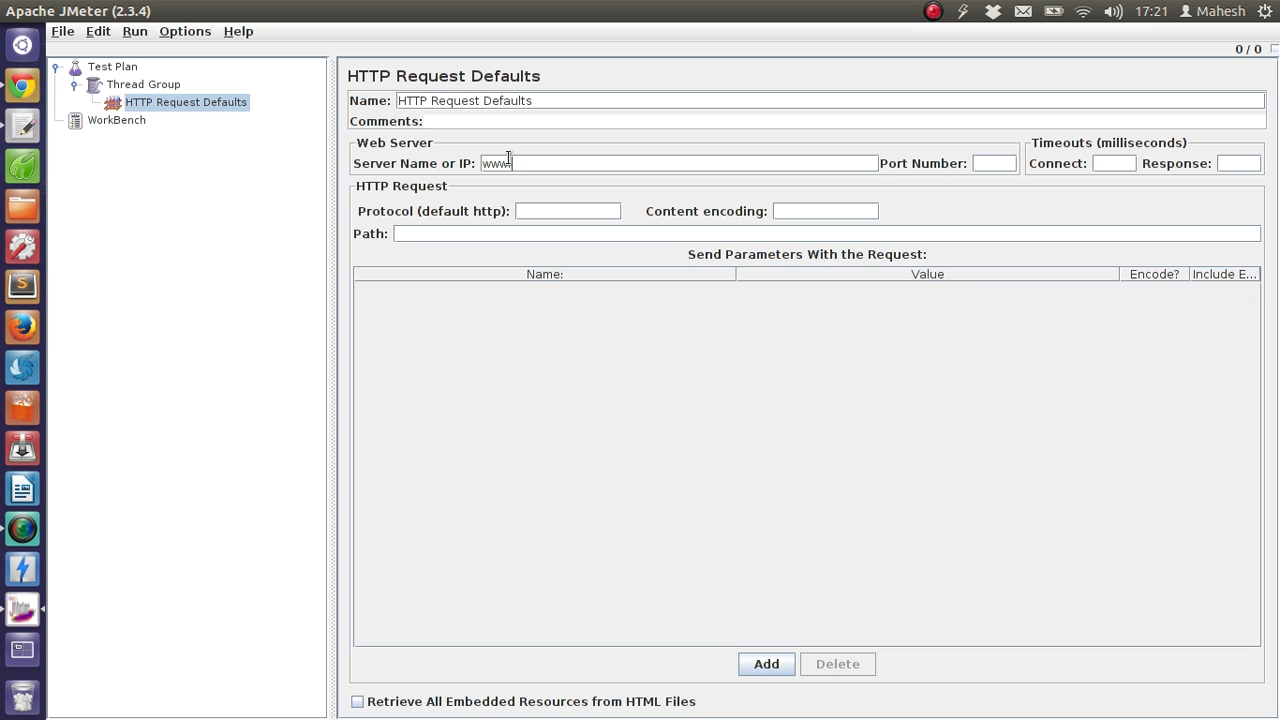 Apache JMeter (2.3.4)
17:21
Mahesh
File Edit Run Options Help
0 / 0
Test Plan
Thread Group
HTTP Request Defaults
WorkBench
HTTP Request Defaults
Name: HTTP Request Defaults
Comments:
Web Server
Timeouts (milliseconds)
Server Name or IP: www. Port Number:
Connect: Response:
HTTP Request
Protocol (default http): Content encoding:
Path:
Send Parameters With the Request:
Name: Value Encode? Include E...
Add Delete
Retrieve All Embedded Resources from HTML Files